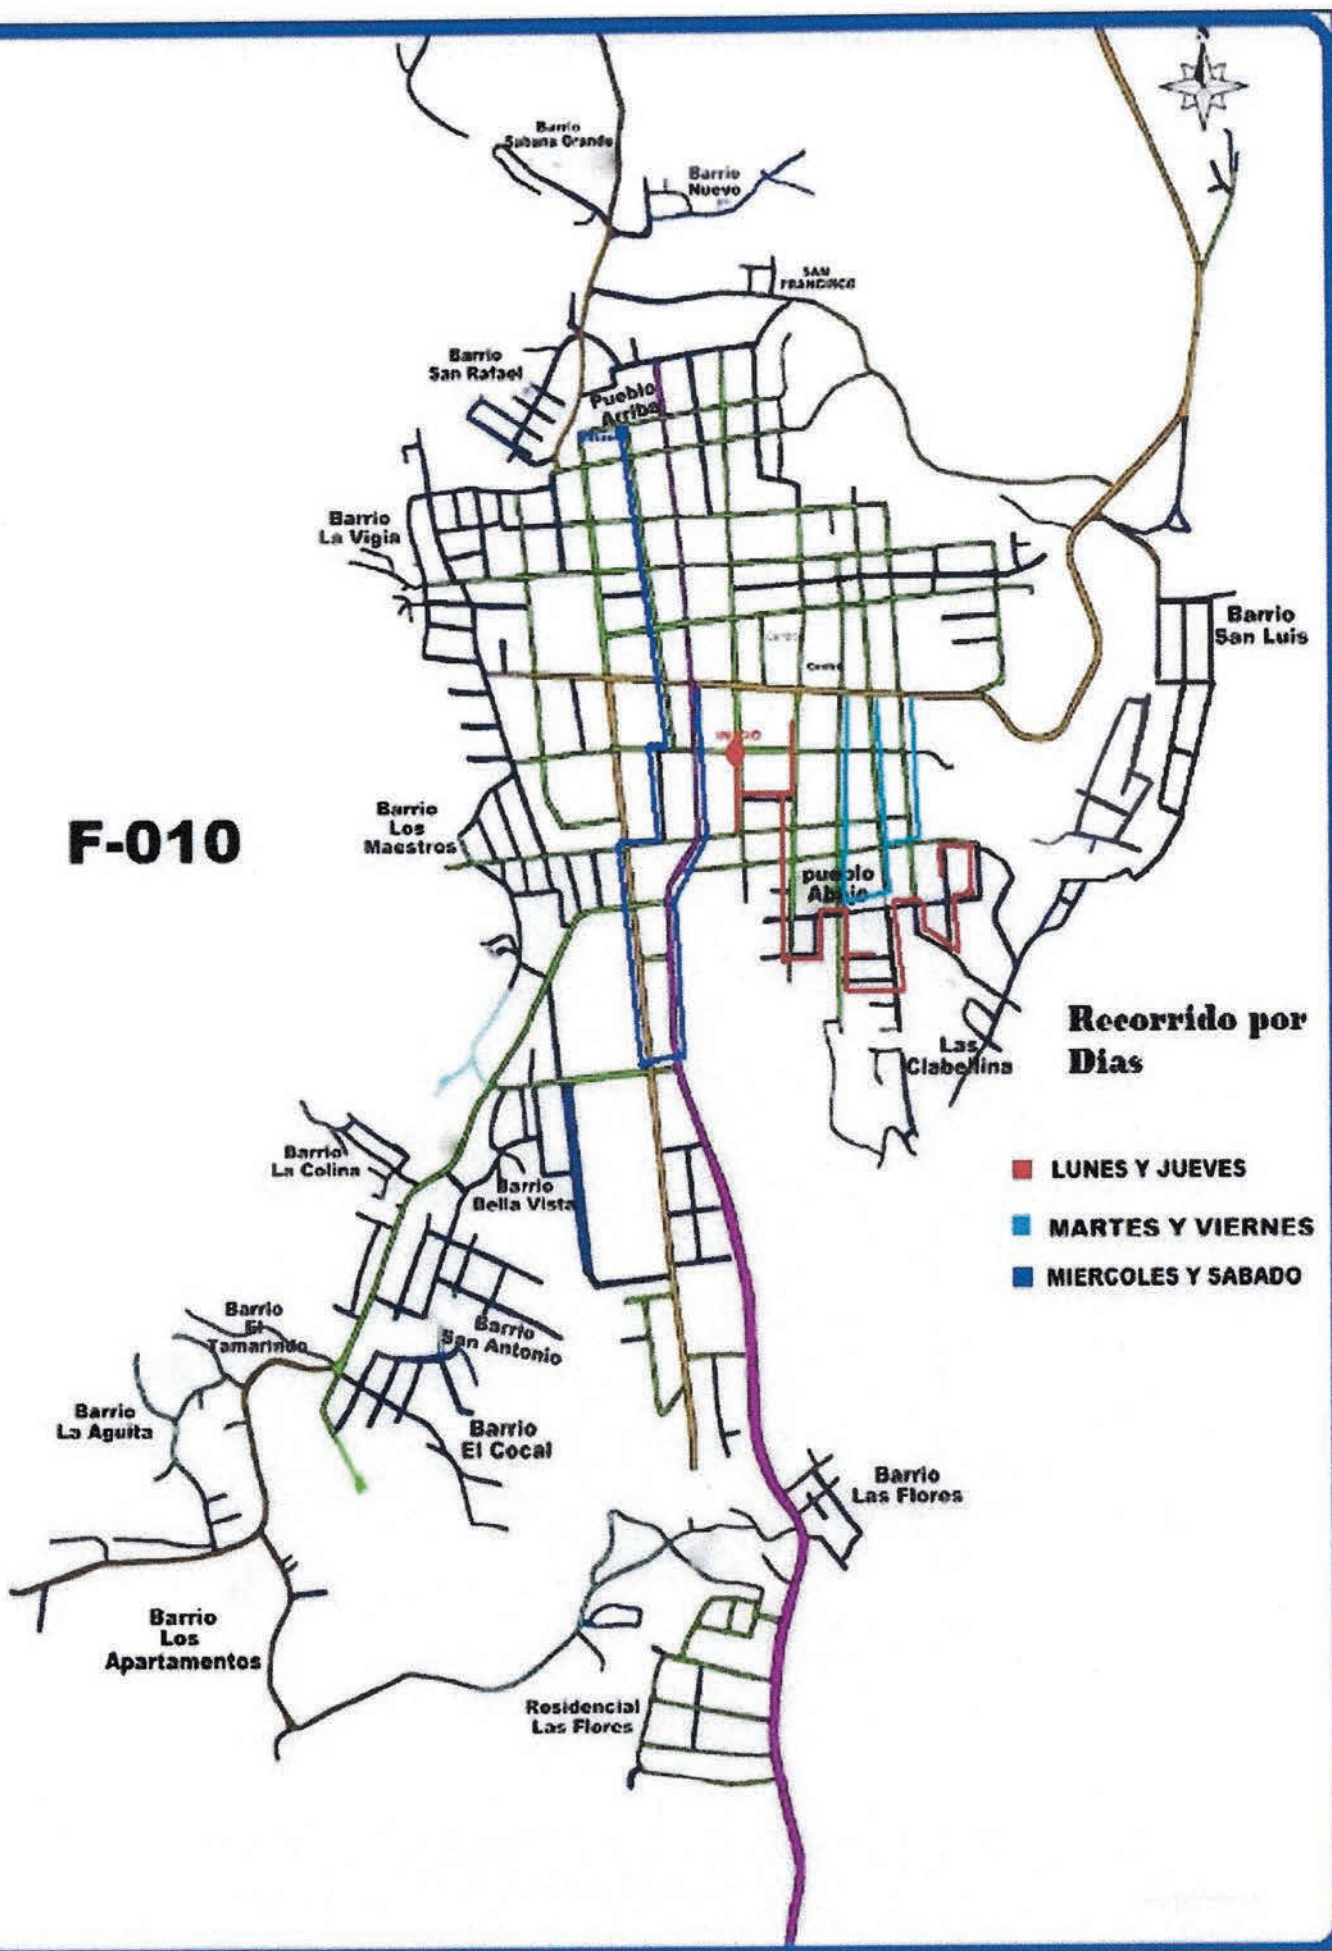 Barrio
Sabana Grande
Barrio
Nuevo
SAN
FRANCISCO
Barrio
San Rafael
Pueblo
Arriba
Barrio
La Vigia
Barrio
San Luis
Centro
INICIO
Barrio
Los
Maestros
F-010
pueblo
Abajo
Recorrido por
Dias
Las
Clabellina
Barrio
La Colina
Barrio
Bella Vista
LUNES Y JUEVES
MARTES Y VIERNES
MIERCOLES Y SABADO
Barrio
El
Tamarindo
Barrio
San Antonio
Barrio
La Aguita
Barrio
El Cocal
Barrio
Las Flores
Barrio
Los
Apartamentos
Residencial
Las Flores